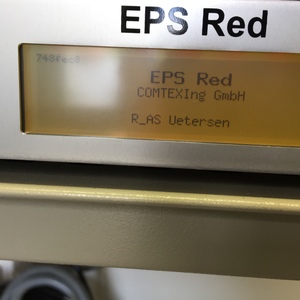 EPS Red
EPS Red
COMTEXIng GmbH
R_AS Uetersen